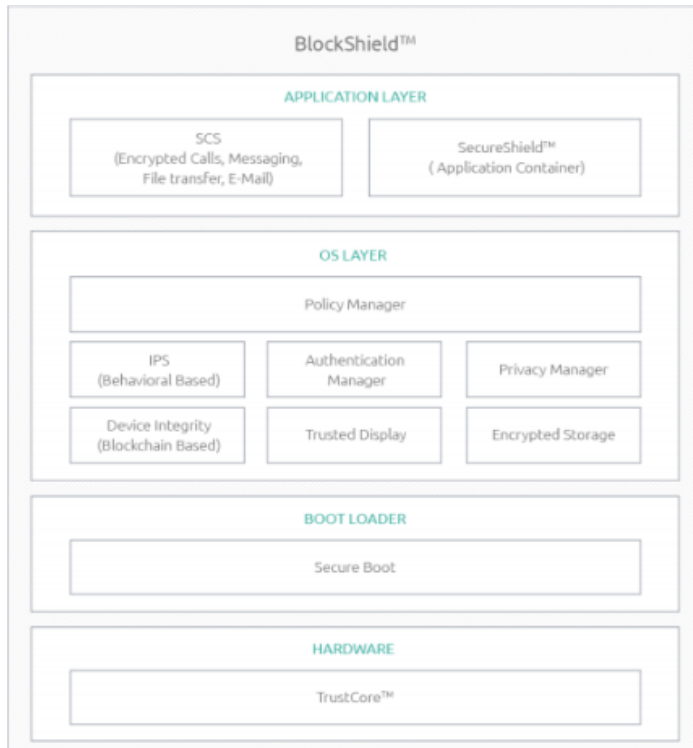 BlockShield™
APPLICATION LAYER
SCS
(Encrypted Calls, Messaging,
File transfer, E-Mail)
SecureShield™
( Application Container)
OS LAYER
Policy Manager
IPS
(Behavioral Based)
Authentication
Manager
Privacy Manager
Device Integrity
(Blockchain Based)
Trusted Display
Encrypted Storage
BOOT LOADER
Secure Boot
HARDWARE
TrustCore™